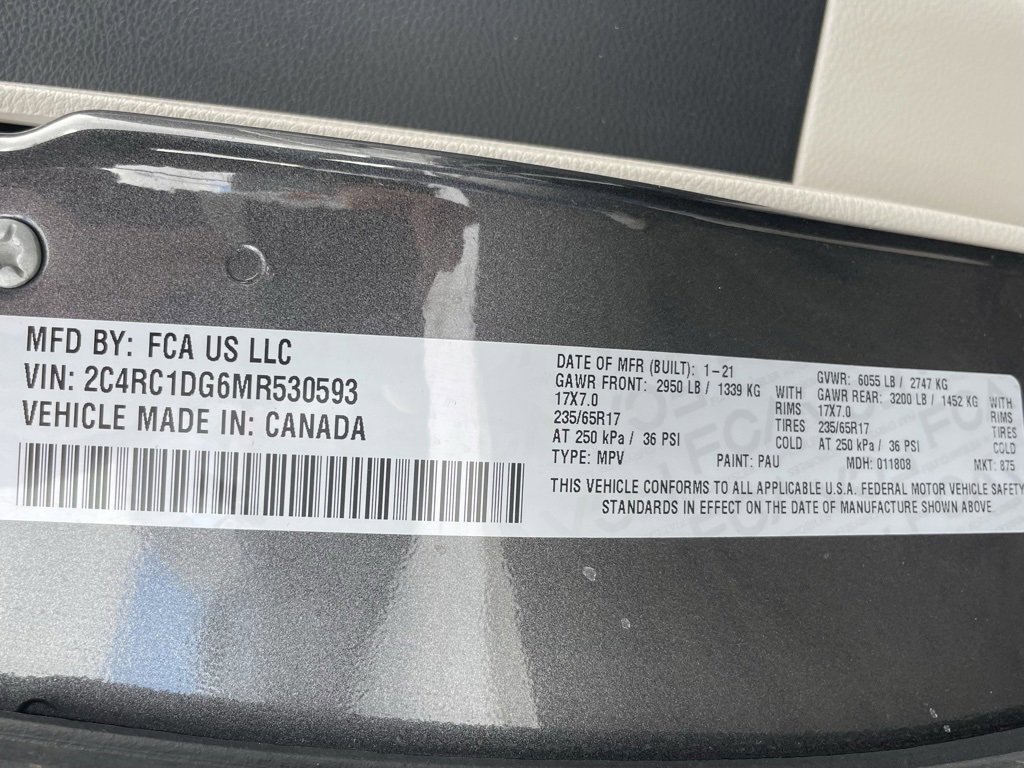 MFD BY: FCA US LLC
VIN: 2C4RC1DG6MR530593
VEHICLE MADE IN: CANADA
DATE OF MFR (BUILT): 1-21
GVWR: 6055 LB / 2747 KG
GAWR FRONT: 2950 LB / 1339 KG WITH
GAWR REAR: 3200 LB / 1452 KG WITH
17X7.0 RIMS 17X7.0 RIMS
235/65R17 TIRES 235/65R17 TIRES
AT 250 kPa / 36 PSI COLD AT 250 kPa / 36 PSI COLD
TYPE: MPV PAINT: PAU MDH: 011808 MKT: 875
THIS VEHICLE CONFORMS TO ALL APPLICABLE U.S.A. FEDERAL MOTOR VEHICLE SAFETY
STANDARDS IN EFFECT ON THE DATE OF MANUFACTURE SHOWN ABOVE.